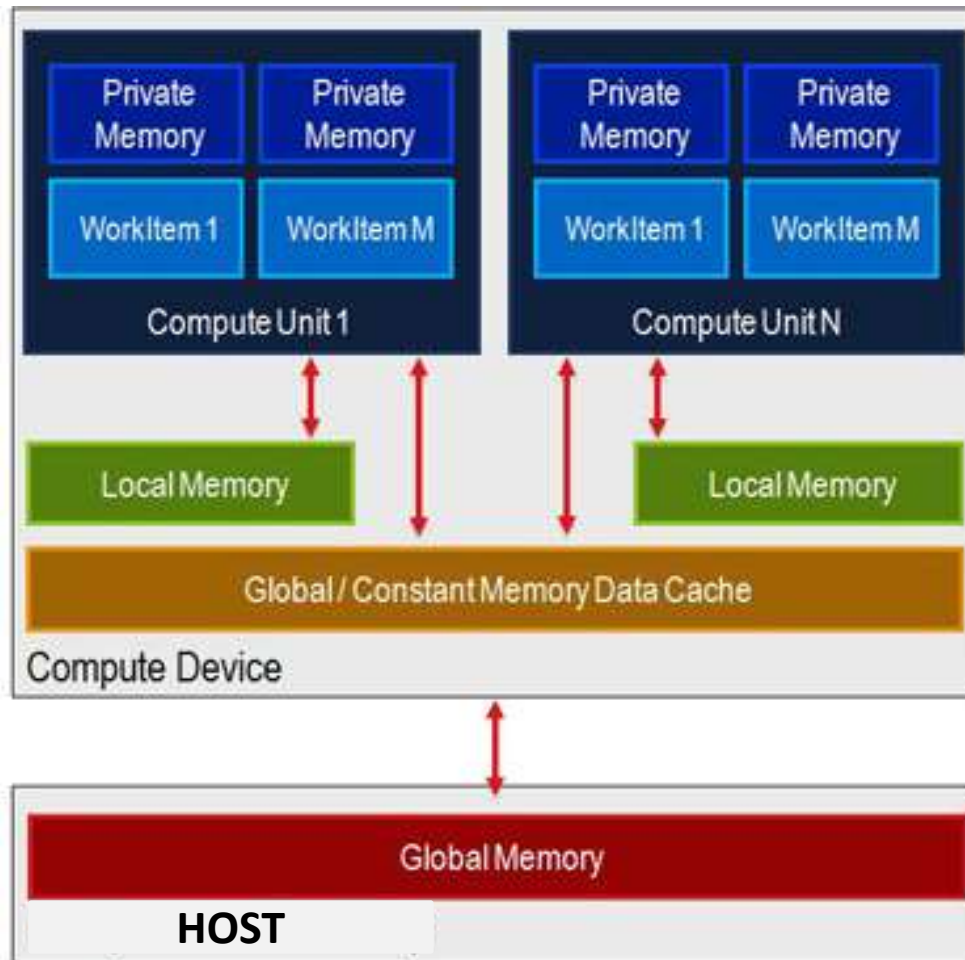 Private Memory
Private Memory
Private Memory
Private Memory
WorkItem 1
WorkItem M
WorkItem 1
WorkItem M
Compute Unit 1
Compute Unit N
Local Memory
Local Memory
Global / Constant Memory Data Cache
Compute Device
Global Memory
HOST